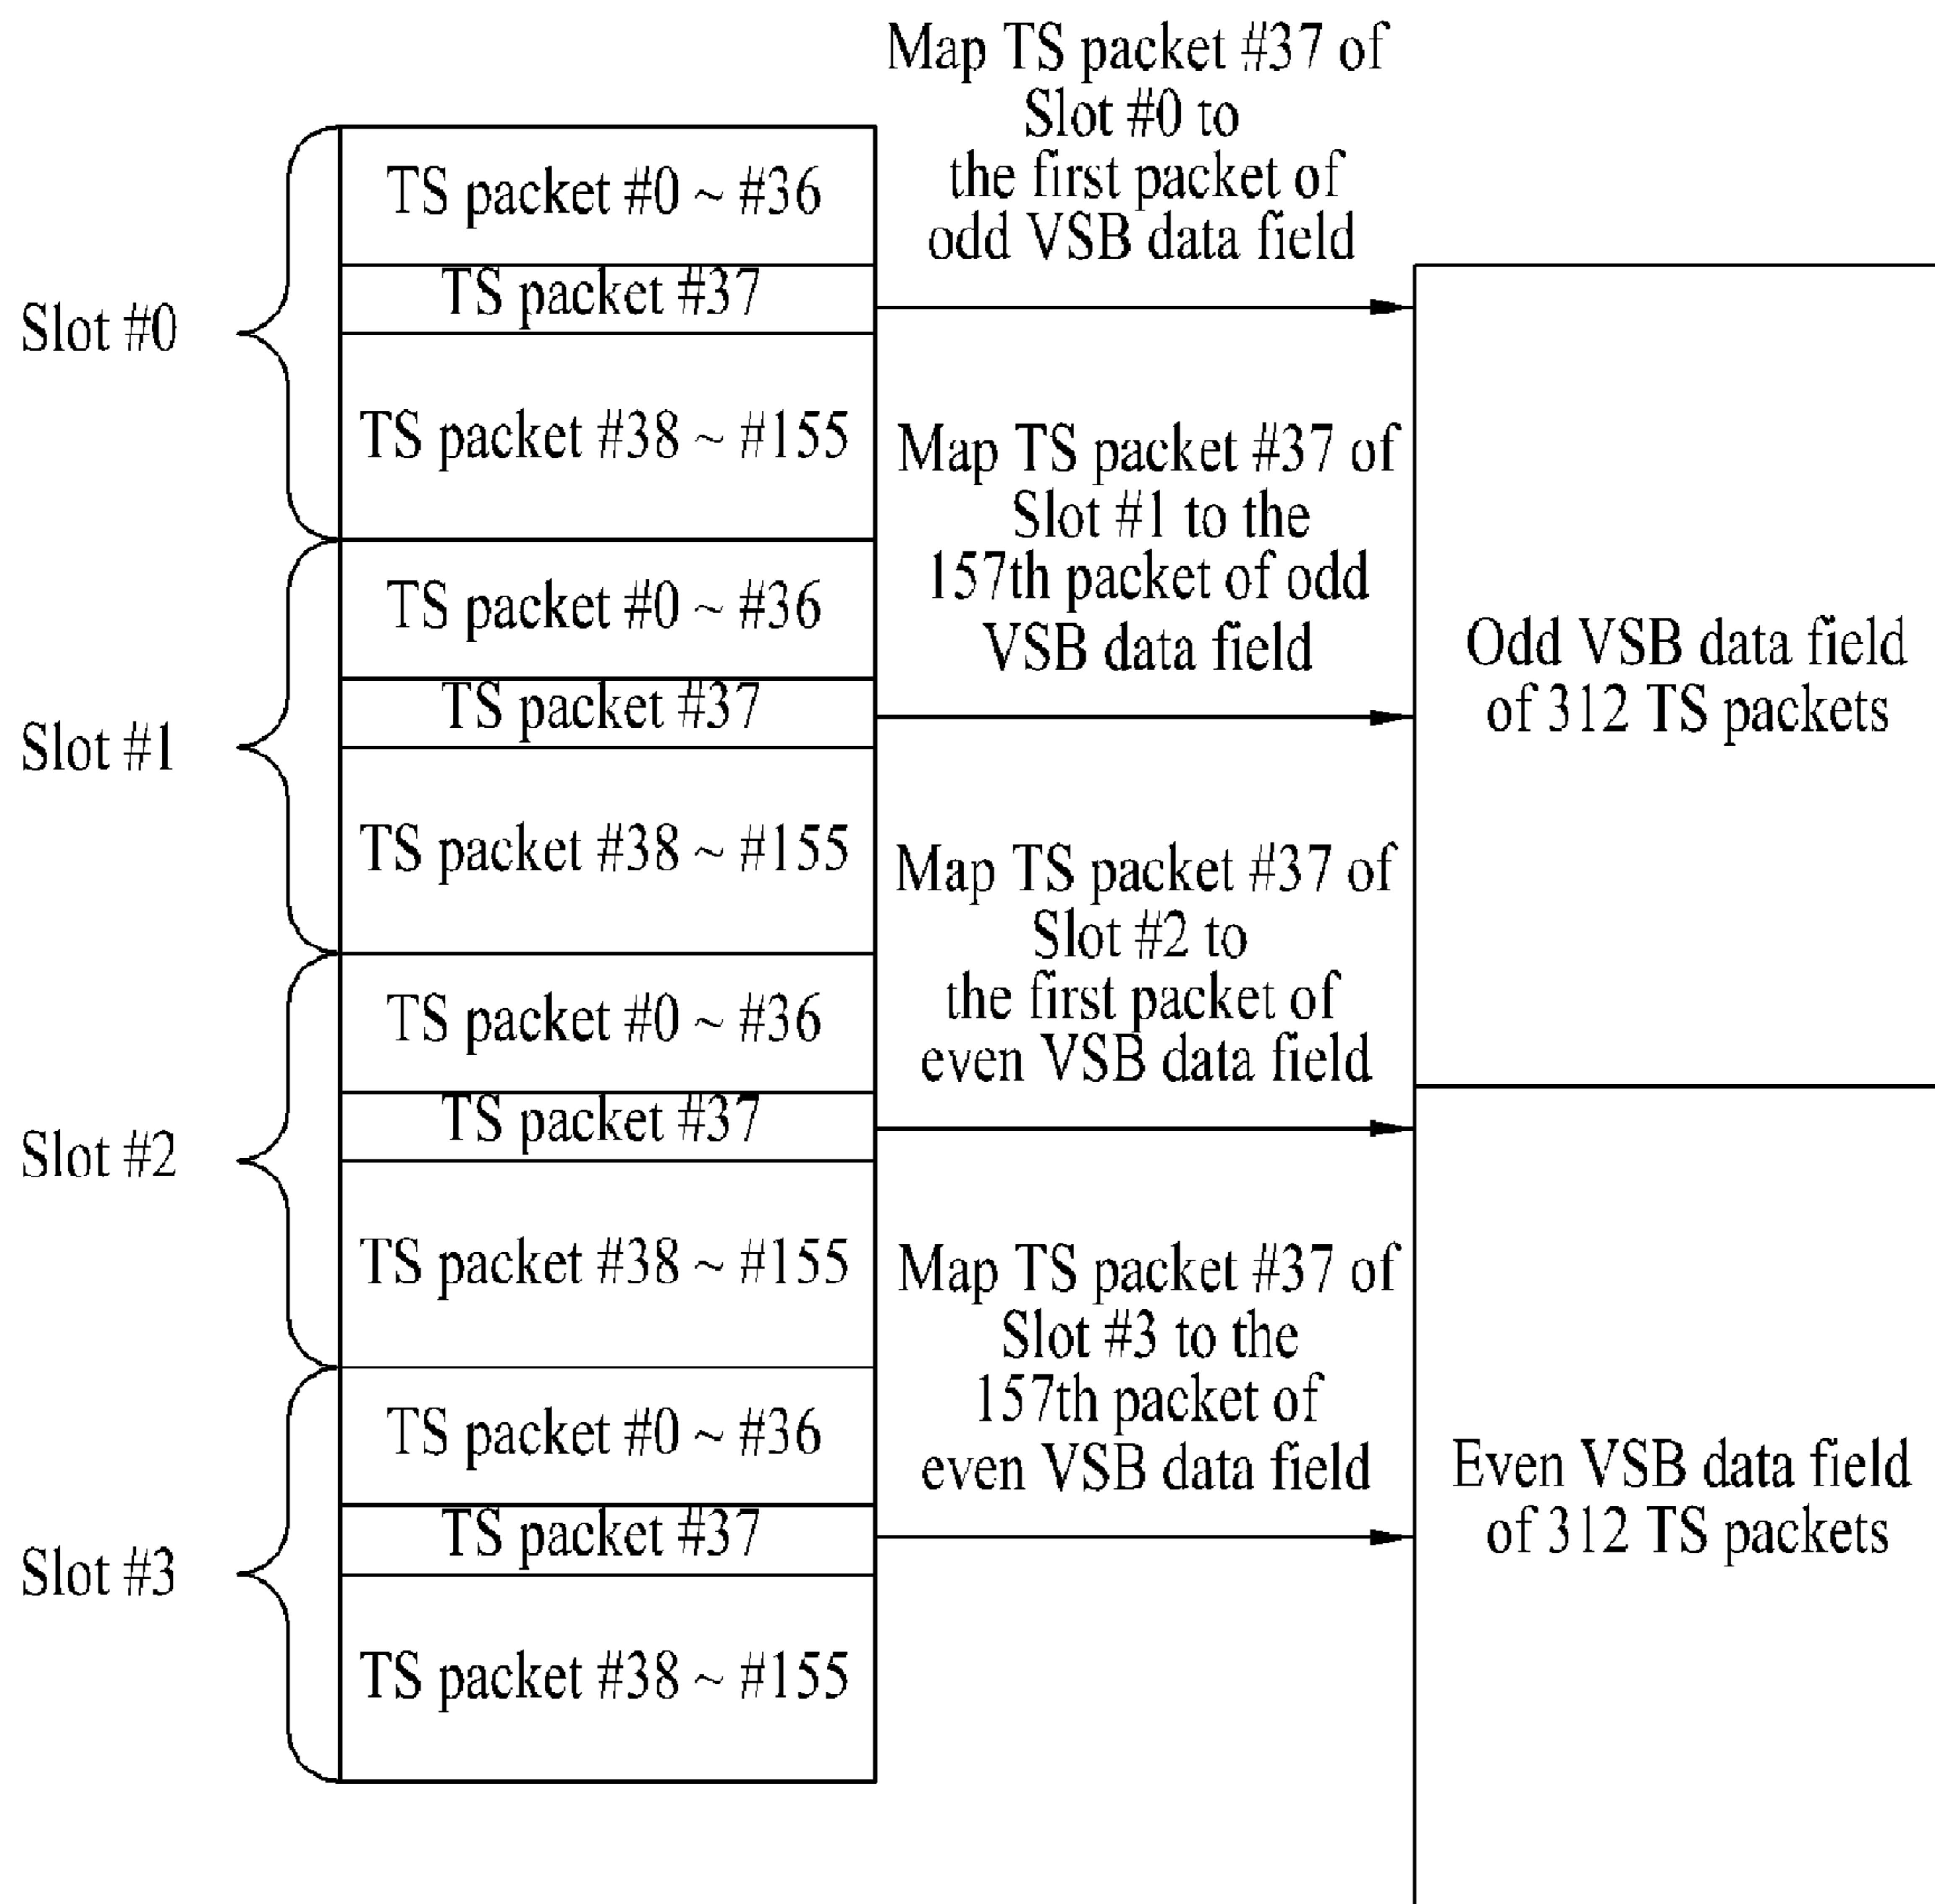 Map TS packet #37 of
Slot #0 to
the first packet of
odd VSB data field
Slot #0
TS packet #0 ~ #36
TS packet #37
TS packet #38 ~ #155
Map TS packet #37 of
Slot #1 to the
157th packet of odd
VSB data field
Slot #1
TS packet #0 ~ #36
TS packet #37
TS packet #38 ~ #155
Odd VSB data field
of 312 TS packets
Map TS packet #37 of
Slot #2 to
the first packet of
even VSB data field
Slot #2
TS packet #0 ~ #36
TS packet #37
TS packet #38 ~ #155
Map TS packet #37 of
Slot #3 to the
157th packet of
even VSB data field
Slot #3
TS packet #0 ~ #36
TS packet #37
TS packet #38 ~ #155
Even VSB data field
of 312 TS packets